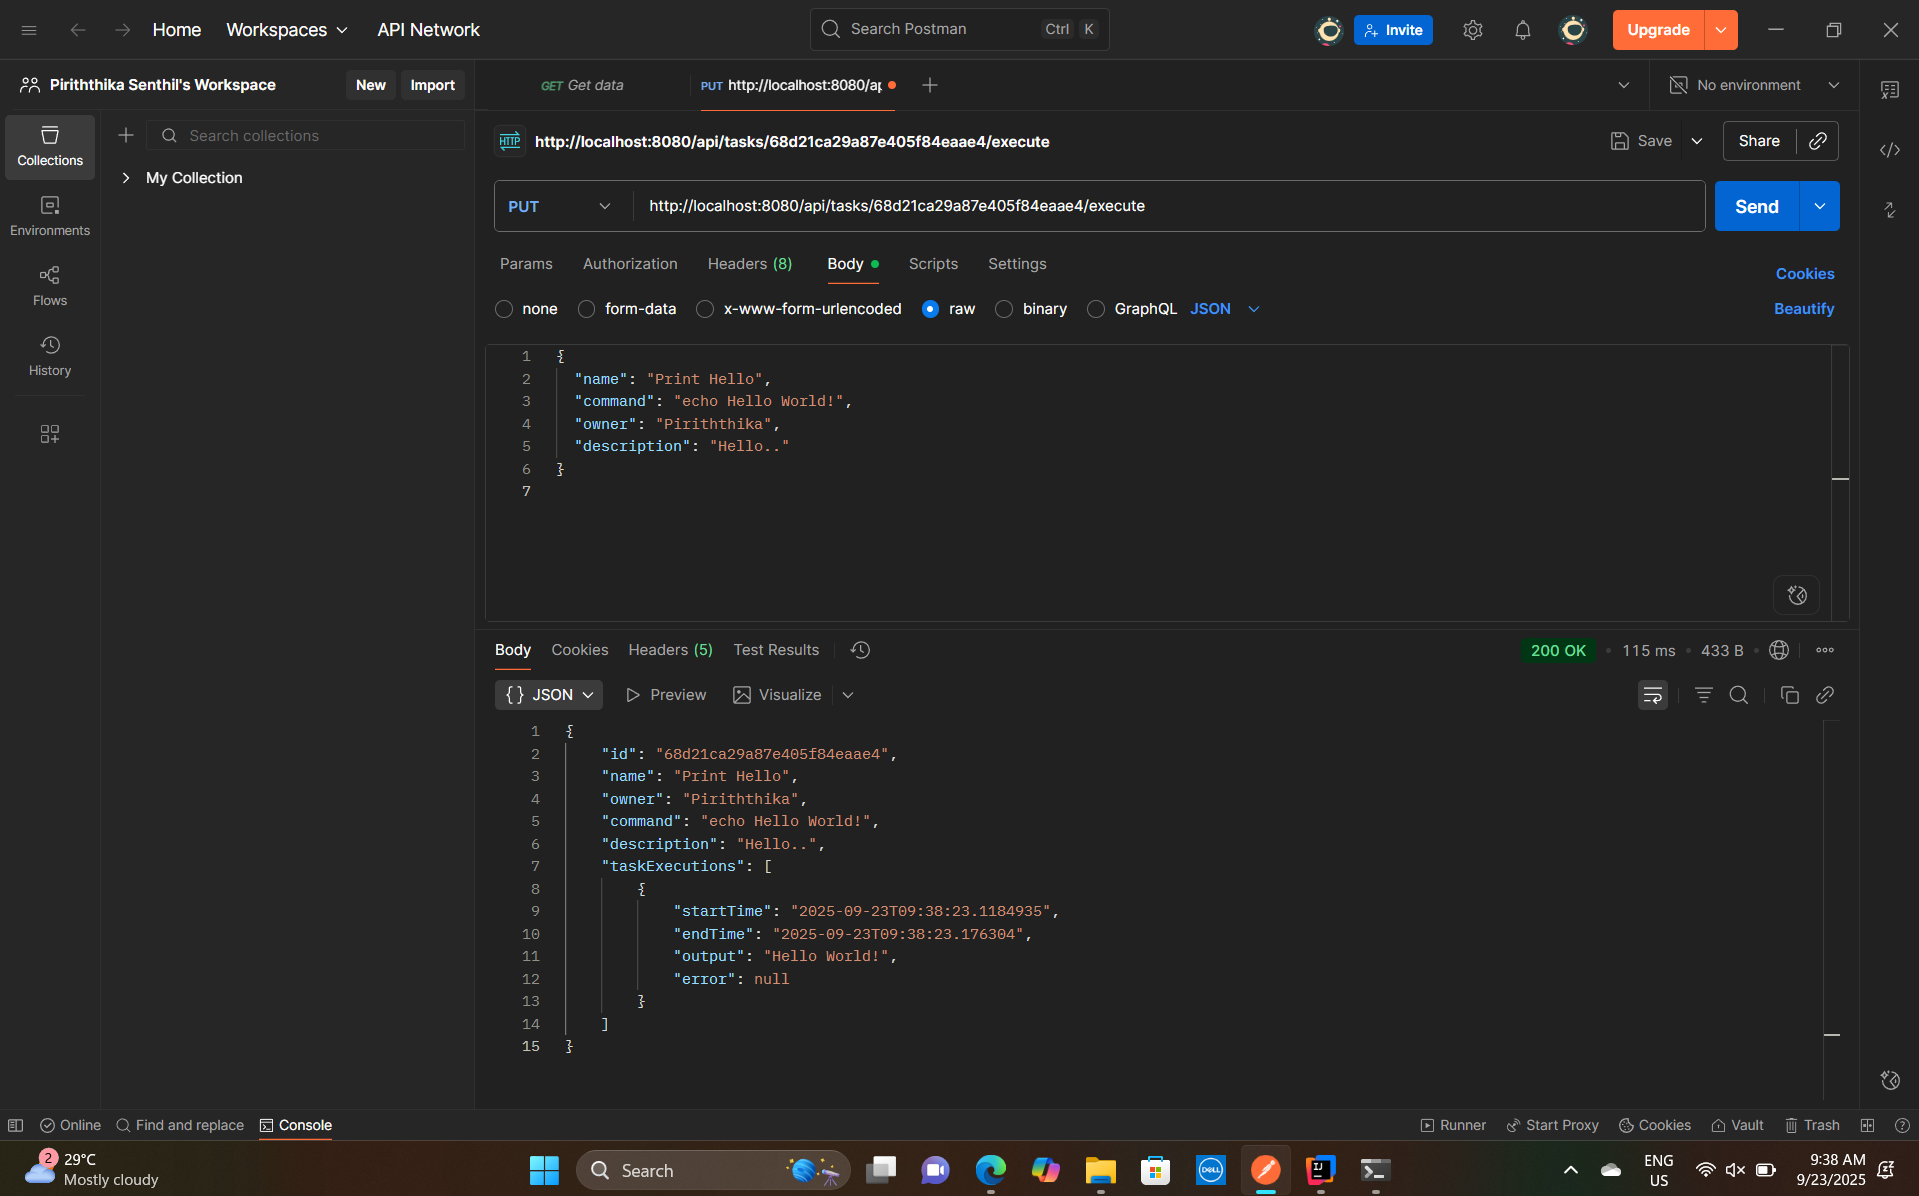 Home Workspaces API Network Search Postman Ctrl K Invite Upgrade
Piriththika Senthil's Workspace New Import GET Get data PUT http://localhost:8080/ap No environment
Search collections
Collections
My Collection
Environments
Flows
History
HTTP http://localhost:8080/api/tasks/68d21ca29a87e405f84eaae4/execute Save Share
PUT http://localhost:8080/api/tasks/68d21ca29a87e405f84eaae4/execute Send
Params Authorization Headers (8) Body Scripts Settings Cookies
none form-data x-www-form-urlencoded raw binary GraphQL JSON Beautify
1 {
2 "name": "Print Hello",
3 "command": "echo Hello World!",
4 "owner": "Piriththika",
5 "description": "Hello.."
6 }
7
Body Cookies Headers (5) Test Results 200 OK • 115 ms • 433 B •
{} JSON Preview Visualize
1 {
2 "id": "68d21ca29a87e405f84eaae4",
3 "name": "Print Hello",
4 "owner": "Piriththika",
5 "command": "echo Hello World!",
6 "description": "Hello..",
7 "taskExecutions": [
8 {
9 "startTime": "2025-09-23T09:38:23.1184935",
10 "endTime": "2025-09-23T09:38:23.176304",
11 "output": "Hello World!",
12 "error": null
13 }
14 ]
15 }
Online Find and replace Console Runner Start Proxy Cookies Vault Trash
2 29°C
Mostly cloudy
Search
DELL
IJ
ENG
US
9:38 AM
9/23/2025